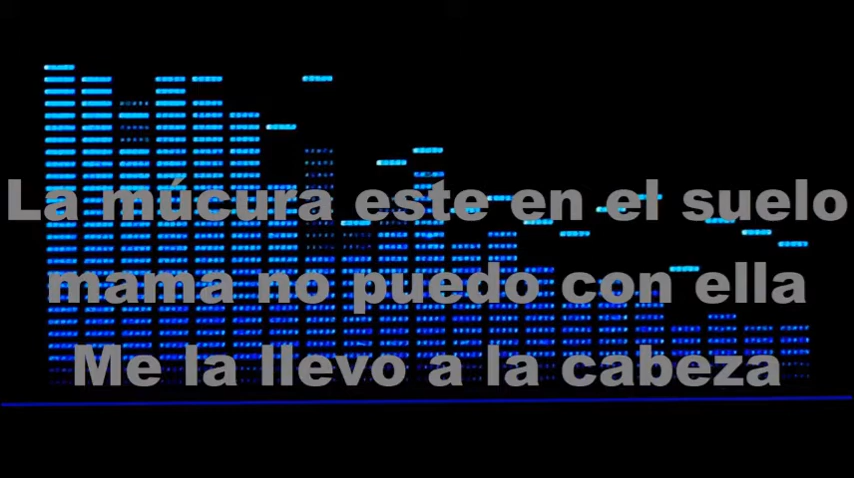 La múcura este en el suelo
mama no puedo con ella
Me la llevo a la cabeza